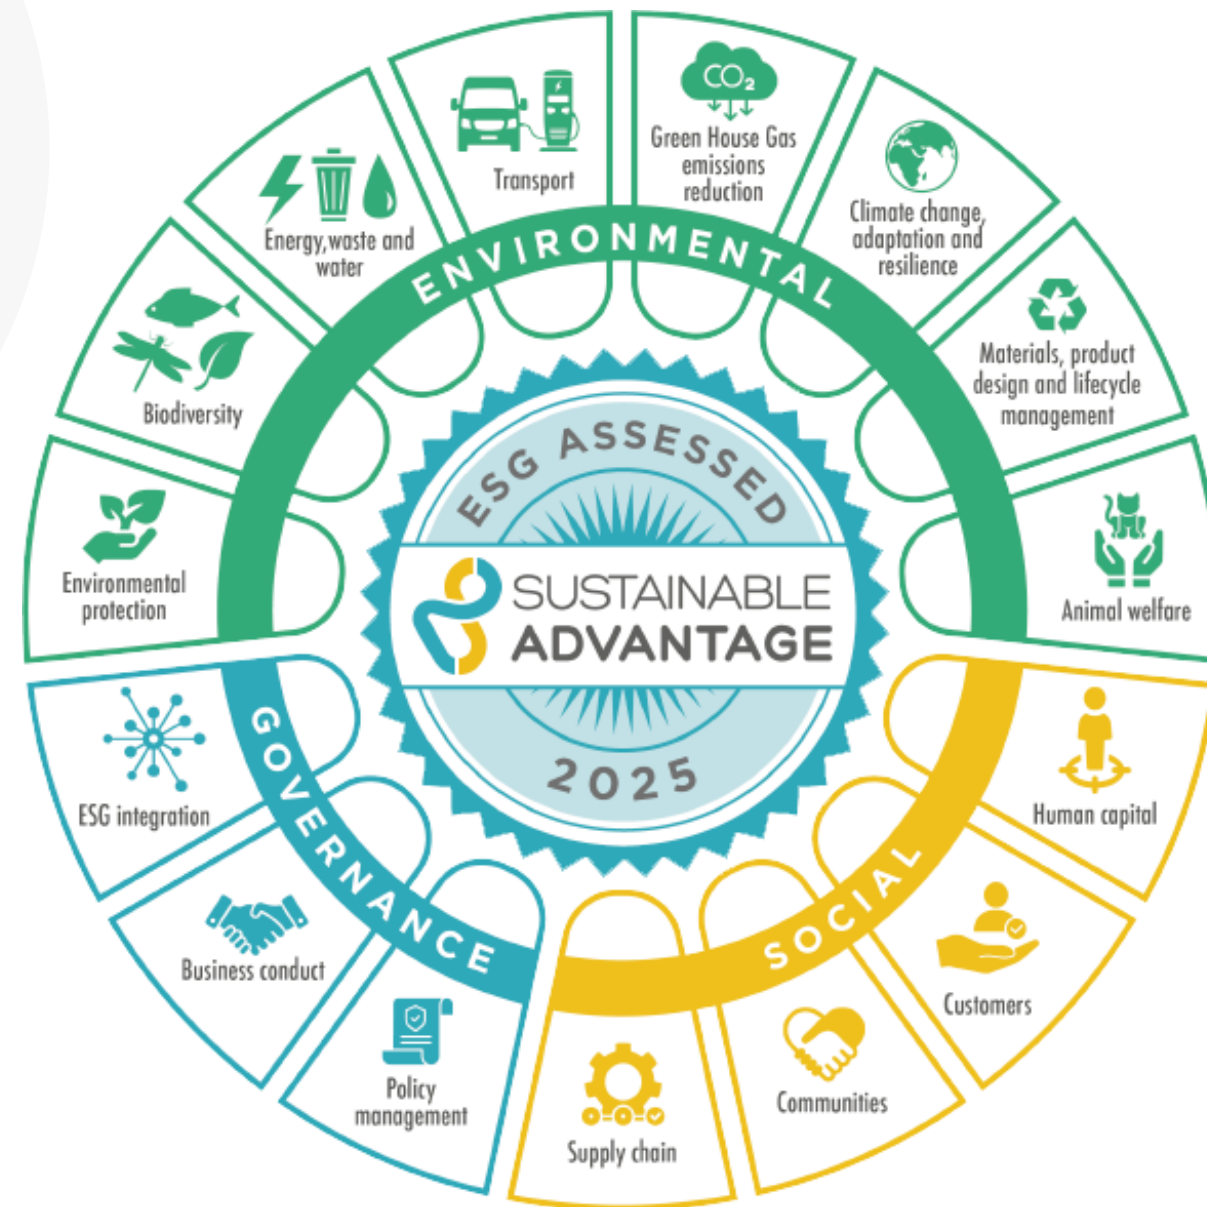 CO₂
Green House Gas
emissions
reduction
Climate change,
adaptation and
resilience
Materials, product
design and lifecycle
management
Animal welfare
Transport
Energy,waste and
water
Biodiversity
Environmental
protection
ENVIRONMENTAL
ESG ASSESSED
SUSTAINABLE
ADVANTAGE
2025
GOVERNANCE
ESG integration
Business conduct
Policy
management
SOCIAL
Human capital
Customers
Communities
Supply chain